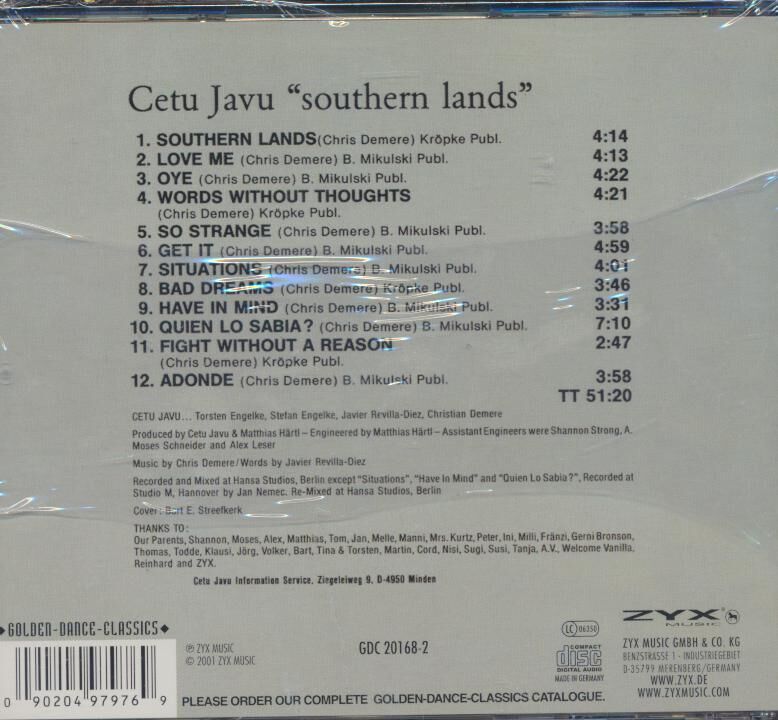 Cetu Javu “southern lands”
1. SOUTHERN LANDS(Chris Demere) Kröpke Publ. 4:14
2. LOVE ME (Chris Demere) B. Mikulski Publ. 4:13
3. OYE (Chris Demere) B. Mikulski Publ. 4:22
4. WORDS WITHOUT THOUGHTS 4:21
(Chris Demere) Kröpke Publ.
5. SO STRANGE (Chris Demere) B. Mikulski Publ. 3:58
6. GET IT (Chris Demere) B. Mikulski Publ. 4:59
7. SITUATIONS (Chris Demere) B. Mikulski Publ. 4:01
8. BAD DREAMS (Chris Demere) Kröpke Publ. 3:46
9. HAVE IN MIND (Chris Demere) B. Mikulski Publ. 3:31
10. QUIEN LO SABIA? (Chris Demere) B. Mikulski Publ. 7:10
11. FIGHT WITHOUT A REASON 2:47
(Chris Demere) Kröpke Publ.
12. ADONDE (Chris Demere) B. Mikulski Publ. 3:58
TT 51:20
CETU JAVU... Torsten Engelke, Stefan Engelke, Javier Revilla-Diez, Christian Demere
Produced by Cetu Javu & Matthias Härtl – Engineered by Matthias Härtl – Assistant Engineers were Shannon Strong, A.
Moses Schneider and Alex Leser
Music by Chris Demere/Words by Javier Revilla-Diez
Recorded and Mixed at Hansa Studios, Berlin except “Situations”, “Have In Mind” and “Quien Lo Sabia?”, Recorded at
Studio M, Hannover by Jan Nemec. Re-Mixed at Hansa Studios, Berlin
Cover: Bart E. Streefkerk
THANKS TO:
Our Parents, Shannon, Moses, Alex, Matthias, Tom, Jan, Melle, Manni, Mrs. Kurtz, Peter, Ini, Milli, Fränzi, Gerni Bronson,
Thomas, Todde, Klausi, Jörg, Volker, Bart, Tina & Torsten, Martin, Cord, Nisi, Sugi, Susi, Tanja, A.V., Welcome Vanilla,
Reinhard and ZYX.
Cetu Javu Information Service, Ziegeleiweg 9, D-4950 Minden
GOLDEN-DANCE-CLASSICS
0 90204 97976 9
℗ ZYX MUSIC
© 2001 ZYX MUSIC
GDC 20168-2
PLEASE ORDER OUR COMPLETE GOLDEN-DANCE-CLASSICS CATALOGUE.
LC 06350
COMPACT
disc
DIGITAL AUDIO
MADE IN GERMANY
ZYX®
MUSIC
ZYX MUSIC GMBH & CO. KG
BENZSTRASSE 1 - INDUSTRIEGEBIET
D-35799 MERENBERG/GERMANY
WWW.ZYX.DE
WWW.ZYXMUSIC.COM